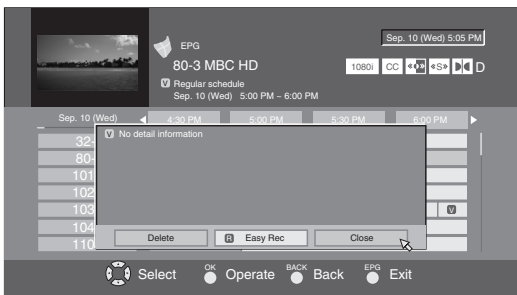 Sep. 10 (Wed) 5:05 PM
EPG
80-3 MBC HD
1080i CC «S» D
V Regular schedule
Sep. 10 (Wed) 5:00 PM ~ 6:00 PM
Sep. 10 (Wed) 4:30 PM 5:00 PM 5:30 PM 6:00 PM
V No detail information
32-
80-
101
102
103 V
104
110
Delete R Easy Rec Close
Select OK Operate BACK Back EPG Exit